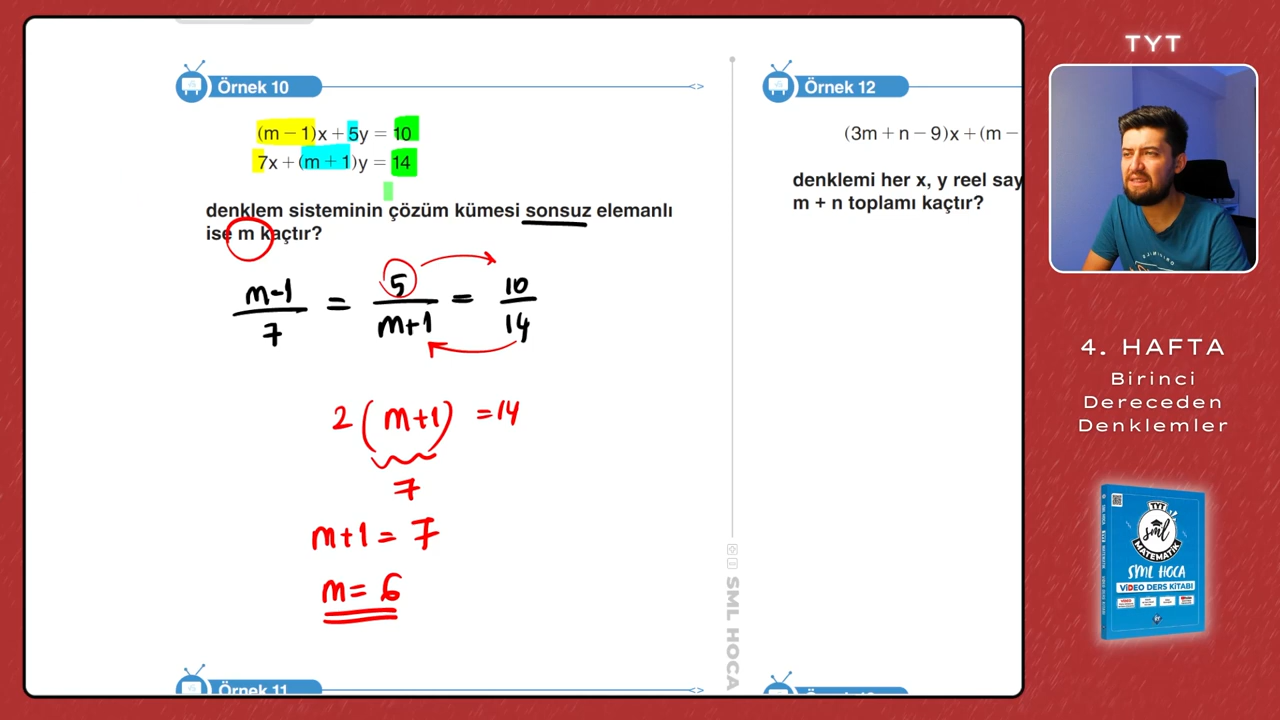 Örnek 10
(m − 1)x + 5y = 10
7x + (m + 1)y = 14
denklem sisteminin çözüm kümesi sonsuz elemanlı
ise m kaçtır?
m-1/7 = 5/m+1 = 10/14
2(m+1) = 14
7
m+1 = 7
m = 6
Örnek 11
SML HOCA
Örnek 12
(3m + n − 9)x + (m −
denklemi her x, y reel say
m + n toplamı kaçtır?
TYT
4. HAFTA
Birinci
Dereceden
Denklemler
TYT
sml
MATEMATİK
SML HOCA
VİDEO DERS KİTABI